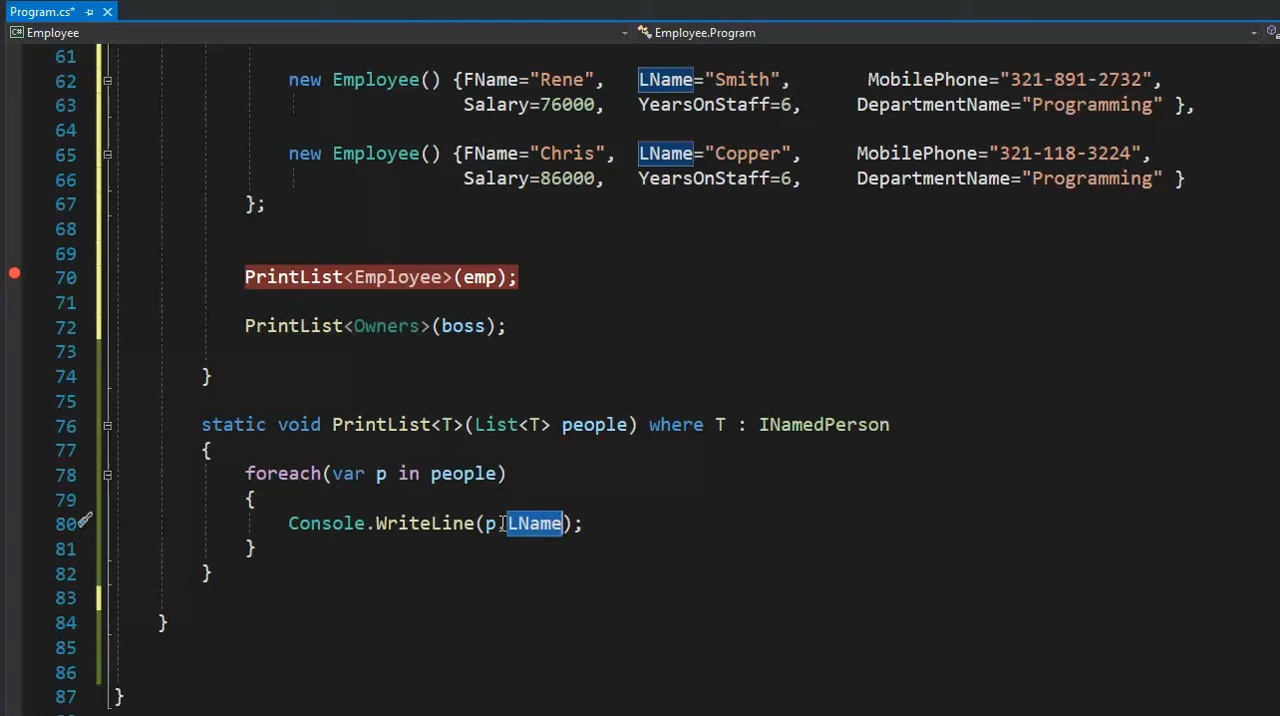 Program.cs*
Employee Employee.Program
61
62 new Employee() {FName="Rene", LName="Smith", MobilePhone="321-891-2732",
63 Salary=76000, YearsOnStaff=6, DepartmentName="Programming" },
64
65 new Employee() {FName="Chris", LName="Copper", MobilePhone="321-118-3224",
66 Salary=86000, YearsOnStaff=6, DepartmentName="Programming" }
67 };
68
69
70 PrintList<Employee>(emp);
71
72 PrintList<Owners>(boss);
73
74 }
75
76 static void PrintList<T>(List<T> people) where T : INamedPerson
77 {
78 foreach(var p in people)
79 {
80 Console.WriteLine(p.LName);
81 }
82 }
83
84 }
85
86
87 }